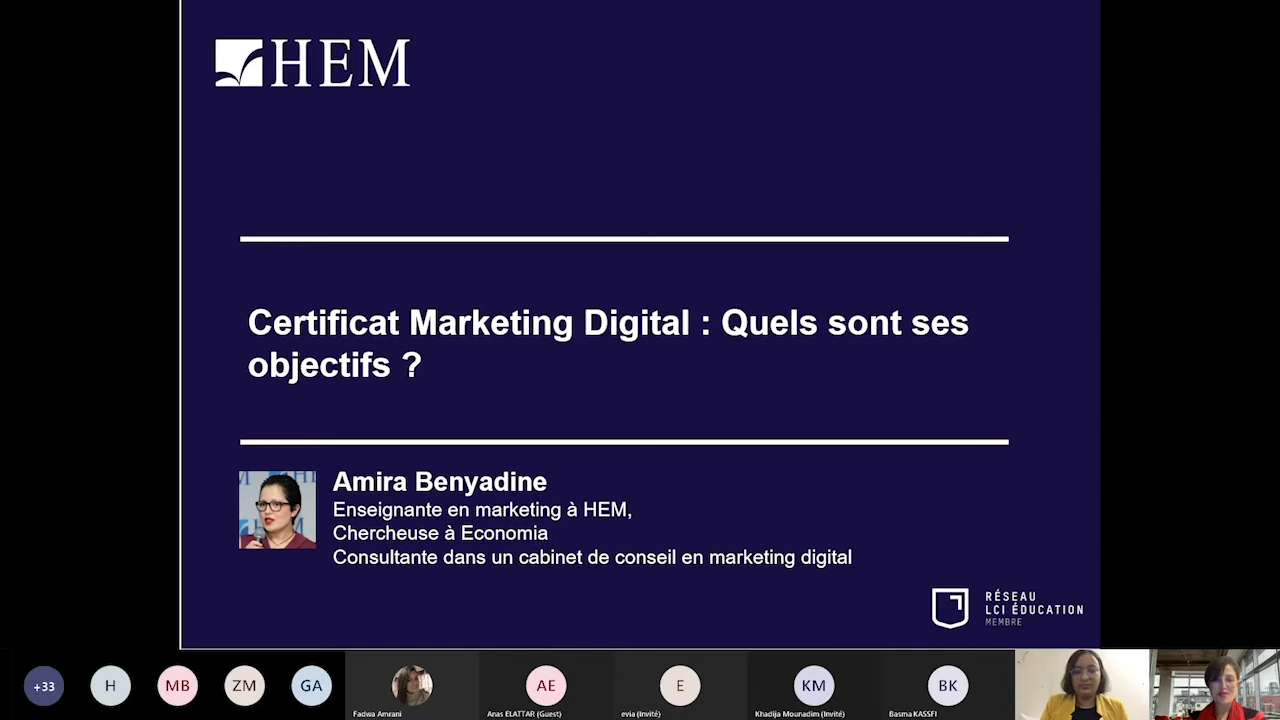 HEM
Certificat Marketing Digital : Quels sont ses
objectifs ?
Amira Benyadine
Enseignante en marketing à HEM,
Chercheuse à Economia
Consultante dans un cabinet de conseil en marketing digital
RÉSEAU
LCI ÉDUCATION
MEMBRE
+33
H
MB
ZM
GA
AE
E
KM
BK
Fadwa Amrani
Anas ELATTAR (Guest)
evia (Invité)
Khadija Mounadim (Invité)
Basma KASSFI